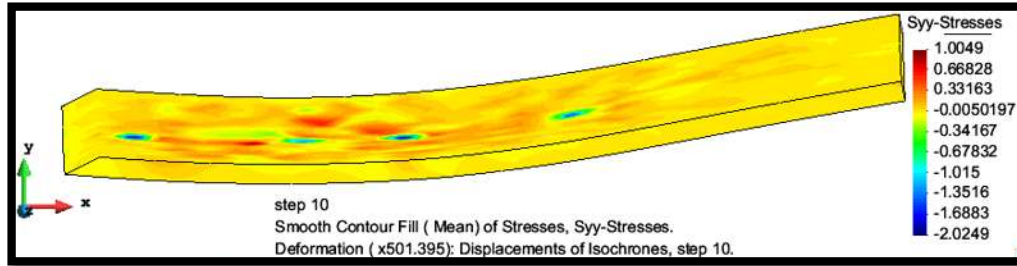 Syy-Stresses
1.0049
0.66828
0.33163
-0.0050197
-0.34167
-0.67832
-1.015
-1.3516
-1.6883
-2.0249
y
x
z
step 10
Smooth Contour Fill ( Mean) of Stresses, Syy-Stresses.
Deformation ( x501.395): Displacements of Isochrones, step 10.